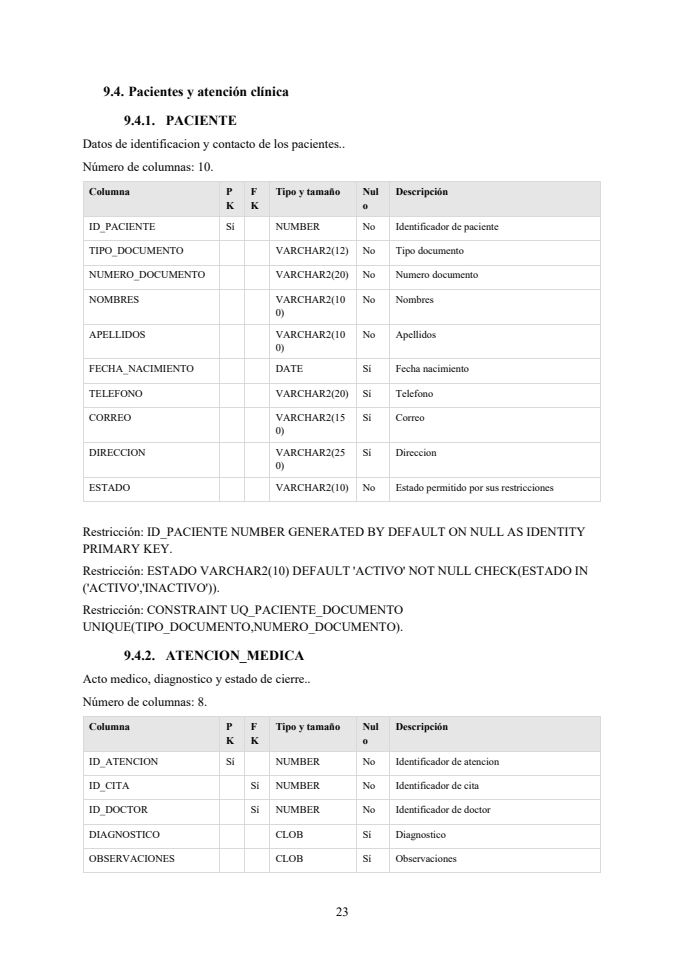 9.4. Pacientes y atención clínica
9.4.1. PACIENTE
Datos de identificacion y contacto de los pacientes..
Número de columnas: 10.
Columna P K F K Tipo y tamaño Nul o Descripción
ID_PACIENTE Sí NUMBER No Identificador de paciente
TIPO_DOCUMENTO VARCHAR2(12) No Tipo documento
NUMERO_DOCUMENTO VARCHAR2(20) No Numero documento
NOMBRES VARCHAR2(10 0) No Nombres
APELLIDOS VARCHAR2(10 0) No Apellidos
FECHA_NACIMIENTO DATE Sí Fecha nacimiento
TELEFONO VARCHAR2(20) Sí Telefono
CORREO VARCHAR2(15 0) Sí Correo
DIRECCION VARCHAR2(25 0) Sí Direccion
ESTADO VARCHAR2(10) No Estado permitido por sus restricciones
Restricción: ID_PACIENTE NUMBER GENERATED BY DEFAULT ON NULL AS IDENTITY
PRIMARY KEY.
Restricción: ESTADO VARCHAR2(10) DEFAULT 'ACTIVO' NOT NULL CHECK(ESTADO IN
('ACTIVO','INACTIVO')).
Restricción: CONSTRAINT UQ_PACIENTE_DOCUMENTO
UNIQUE(TIPO_DOCUMENTO,NUMERO_DOCUMENTO).
9.4.2. ATENCION_MEDICA
Acto medico, diagnostico y estado de cierre..
Número de columnas: 8.
Columna P K F K Tipo y tamaño Nul o Descripción
ID_ATENCION Sí NUMBER No Identificador de atencion
ID_CITA Sí NUMBER No Identificador de cita
ID_DOCTOR Sí NUMBER No Identificador de doctor
DIAGNOSTICO CLOB Sí Diagnostico
OBSERVACIONES CLOB Sí Observaciones
23